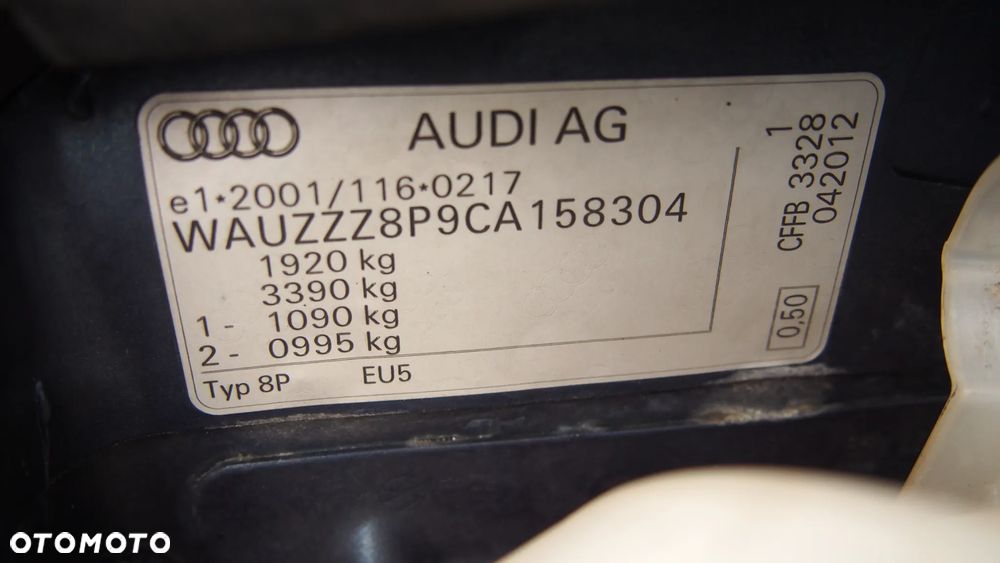 AUDI AG
e1*2001/116*0217
WAUZZZ8P9CA158304
1920 kg
3390 kg
1 - 1090 kg
2 - 0995 kg
Typ 8P EU5
1
CFFB 3328
042012
0,50
OTOMOTO